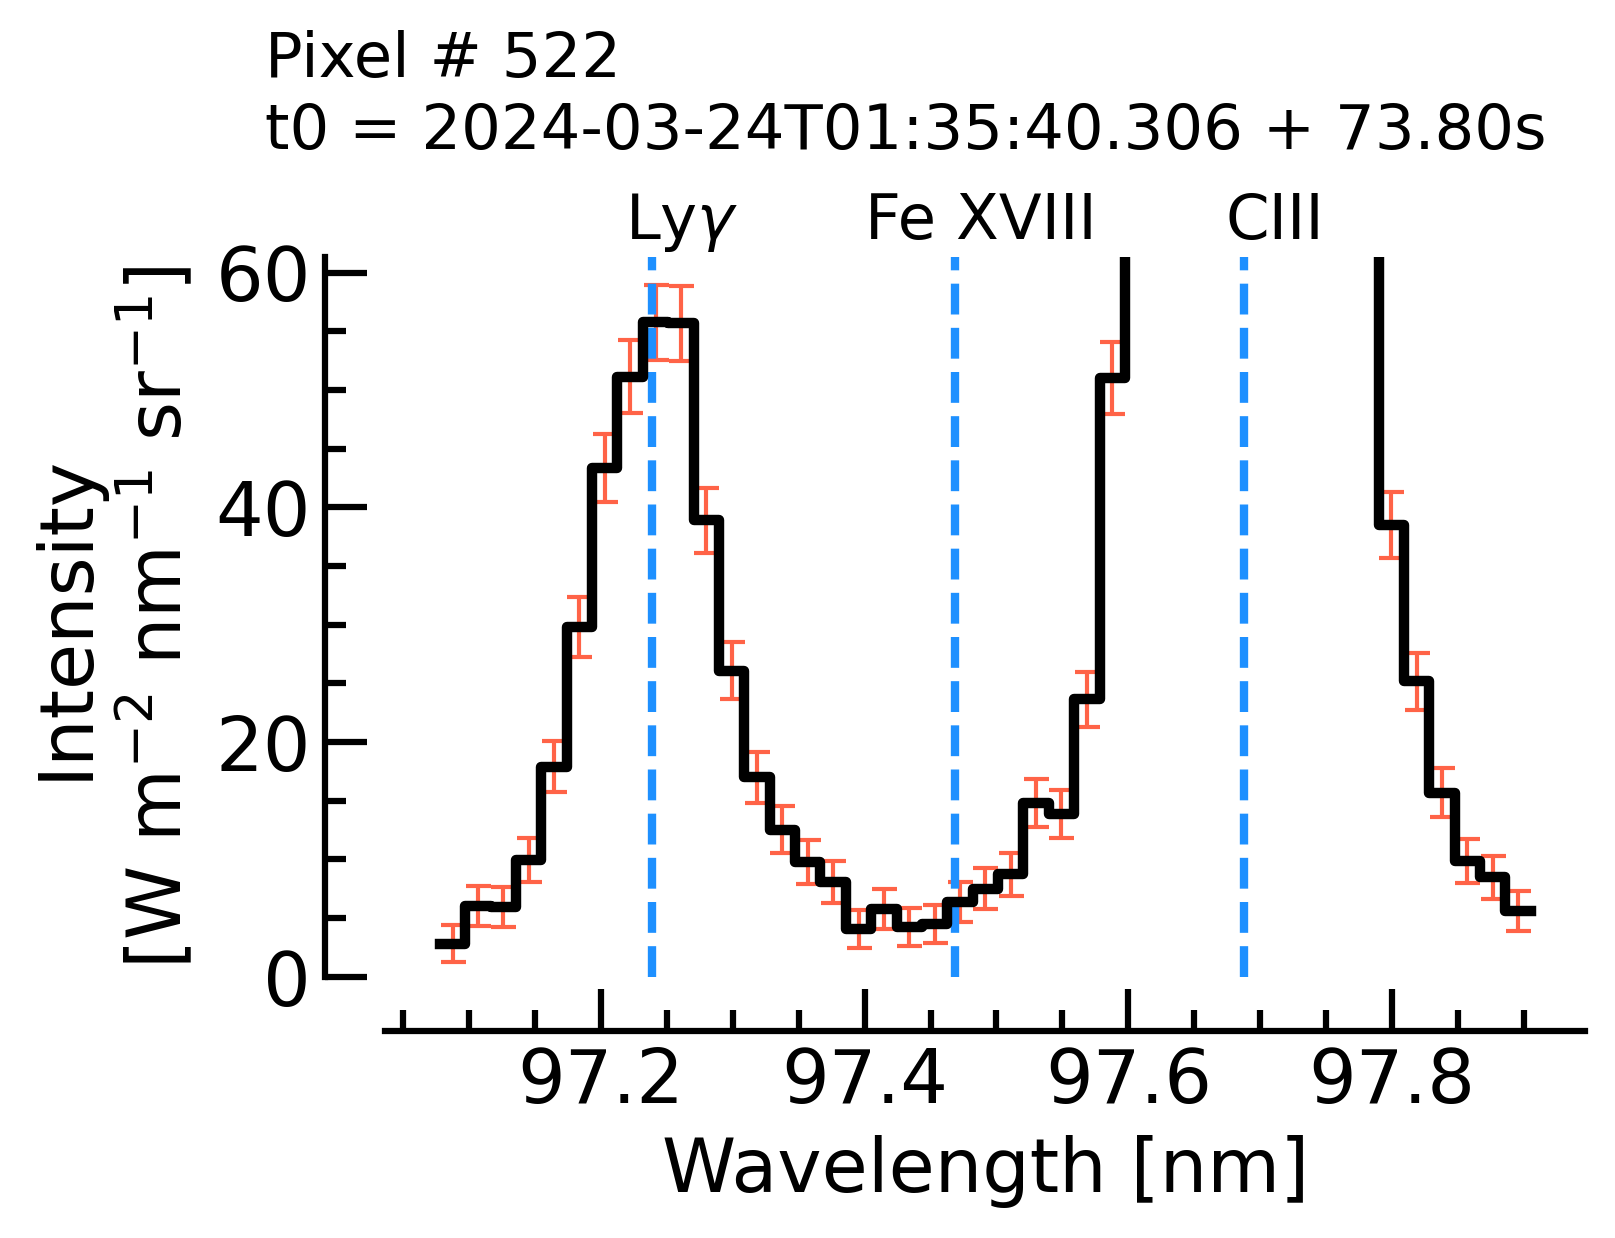 Pixel # 522
t0 = 2024-03-24T01:35:40.306 + 73.80s
Lyγ Fe XVIII CIII
Intensity
[W m⁻² nm⁻¹ sr⁻¹]
60
40
20
0
97.2 97.4 97.6 97.8
Wavelength [nm]